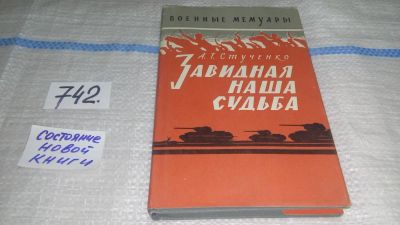 ВОЕННЫЕ МЕМУАРЫ
А.Т. Стученко
ЗАВИДНАЯ
НАША
СУДЬБА
742.
СОСТОЯНИЕ
НОВОЙ
КНИГИ